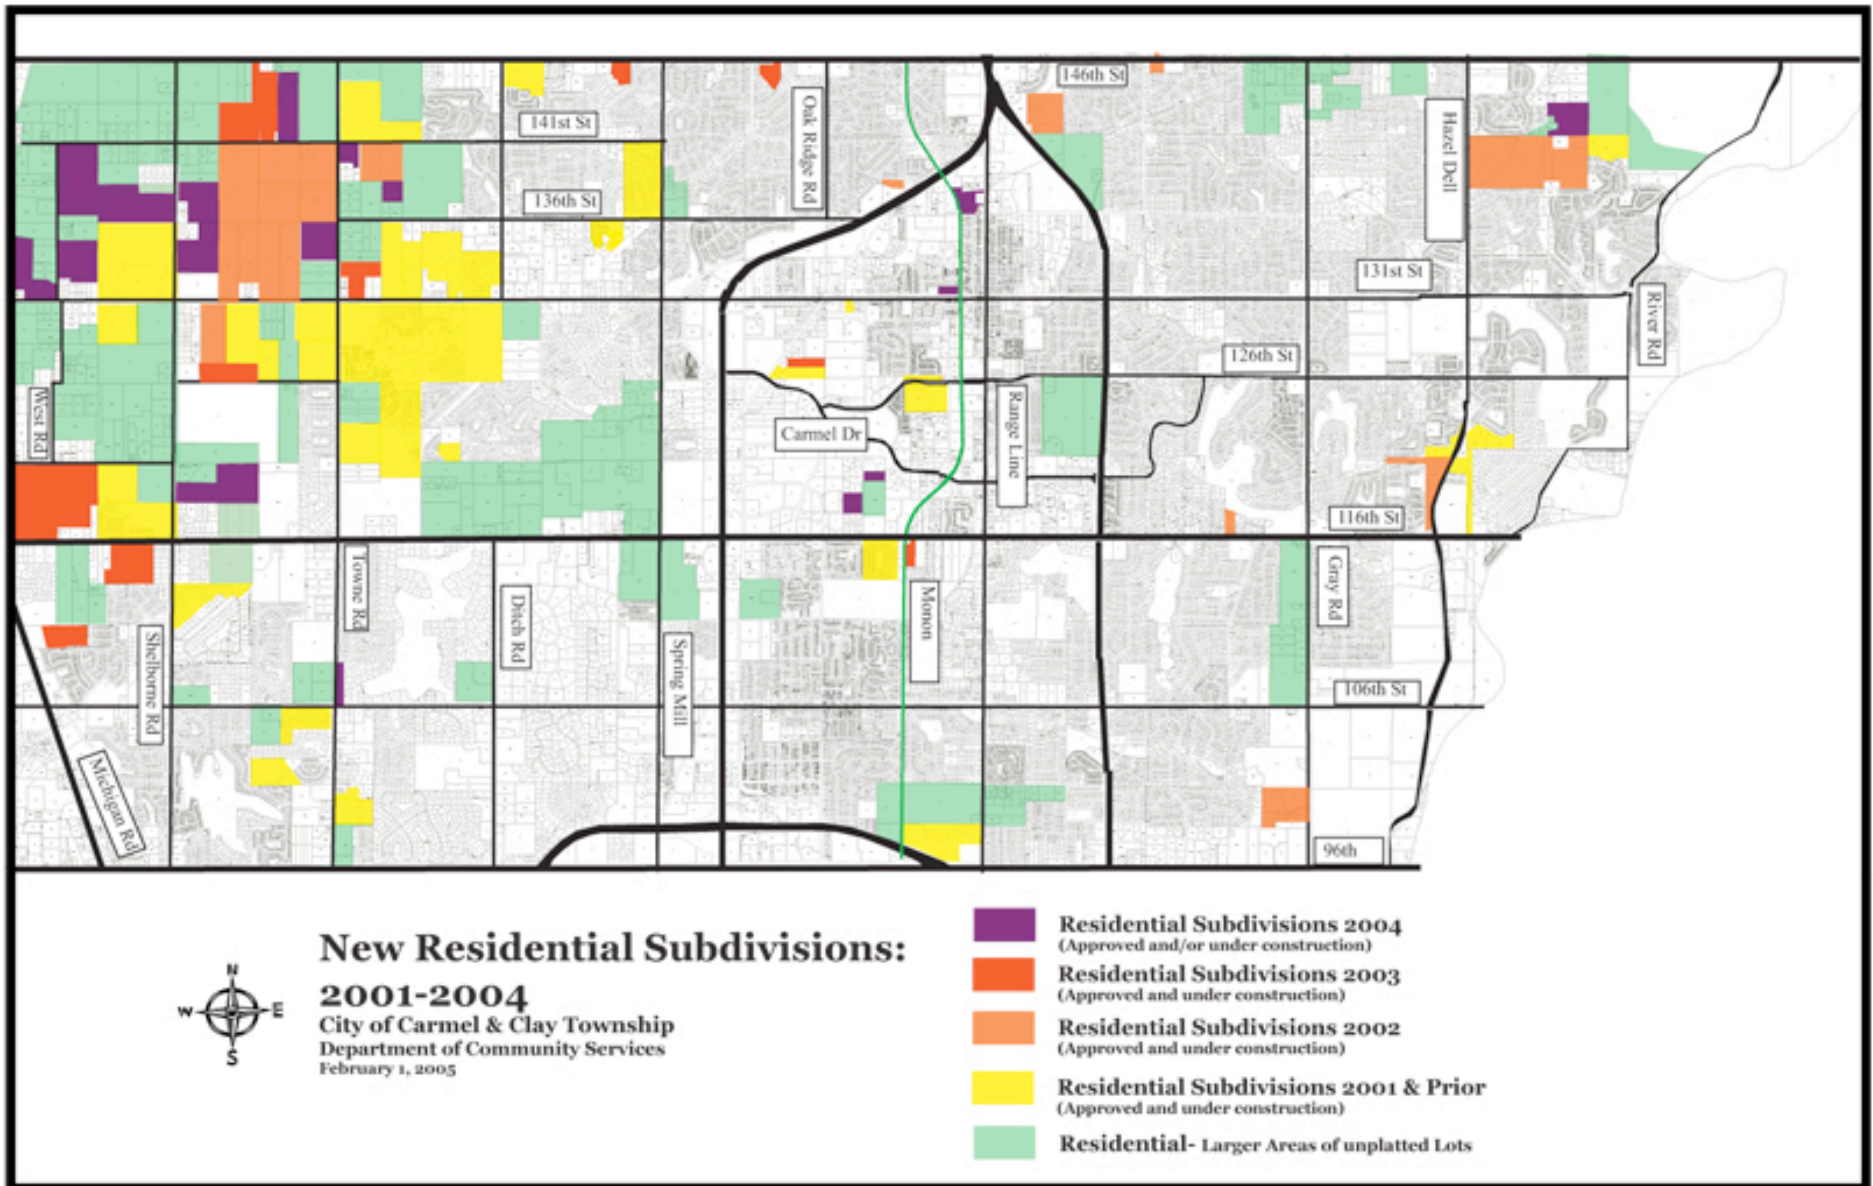 146th St
141st St
Oak Ridge Rd
Hazel Dell
136th St
131st St
River Rd
126th St
West Rd
Carmel Dr
Range Line
116th St
Towne Rd
Ditch Rd
Monon
Gray Rd
Shelborne Rd
Spring Mill
106th St
Michigan Rd
96th
New Residential Subdivisions:
2001-2004
City of Carmel & Clay Township
Department of Community Services
February 1, 2005
N
W
E
S
Residential Subdivisions 2004
(Approved and/or under construction)
Residential Subdivisions 2003
(Approved and under construction)
Residential Subdivisions 2002
(Approved and under construction)
Residential Subdivisions 2001 & Prior
(Approved and under construction)
Residential- Larger Areas of unplatted Lots